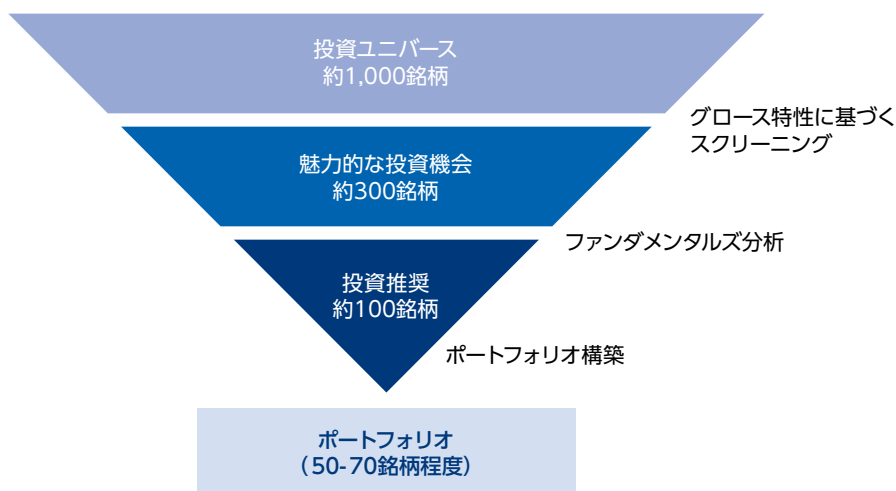 投資ユニバース
約1,000銘柄
グロース特性に基づく
スクリーニング
魅力的な投資機会
約300銘柄
ファンダメンタルズ分析
投資推奨
約100銘柄
ポートフォリオ構築
ポートフォリオ
（50-70銘柄程度）